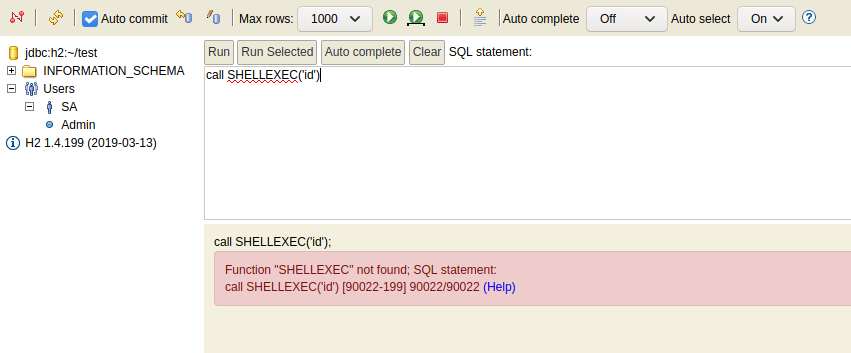 Auto commit Max rows: 1000 Auto complete Off Auto select On
jdbc:h2:~/test
INFORMATION_SCHEMA
Users
SA
Admin
H2 1.4.199 (2019-03-13)
Run Run Selected Auto complete Clear SQL statement:
call SHELLEXEC('id')
call SHELLEXEC('id');
Function "SHELLEXEC" not found; SQL statement:
call SHELLEXEC('id') [90022-199] 90022/90022 (Help)